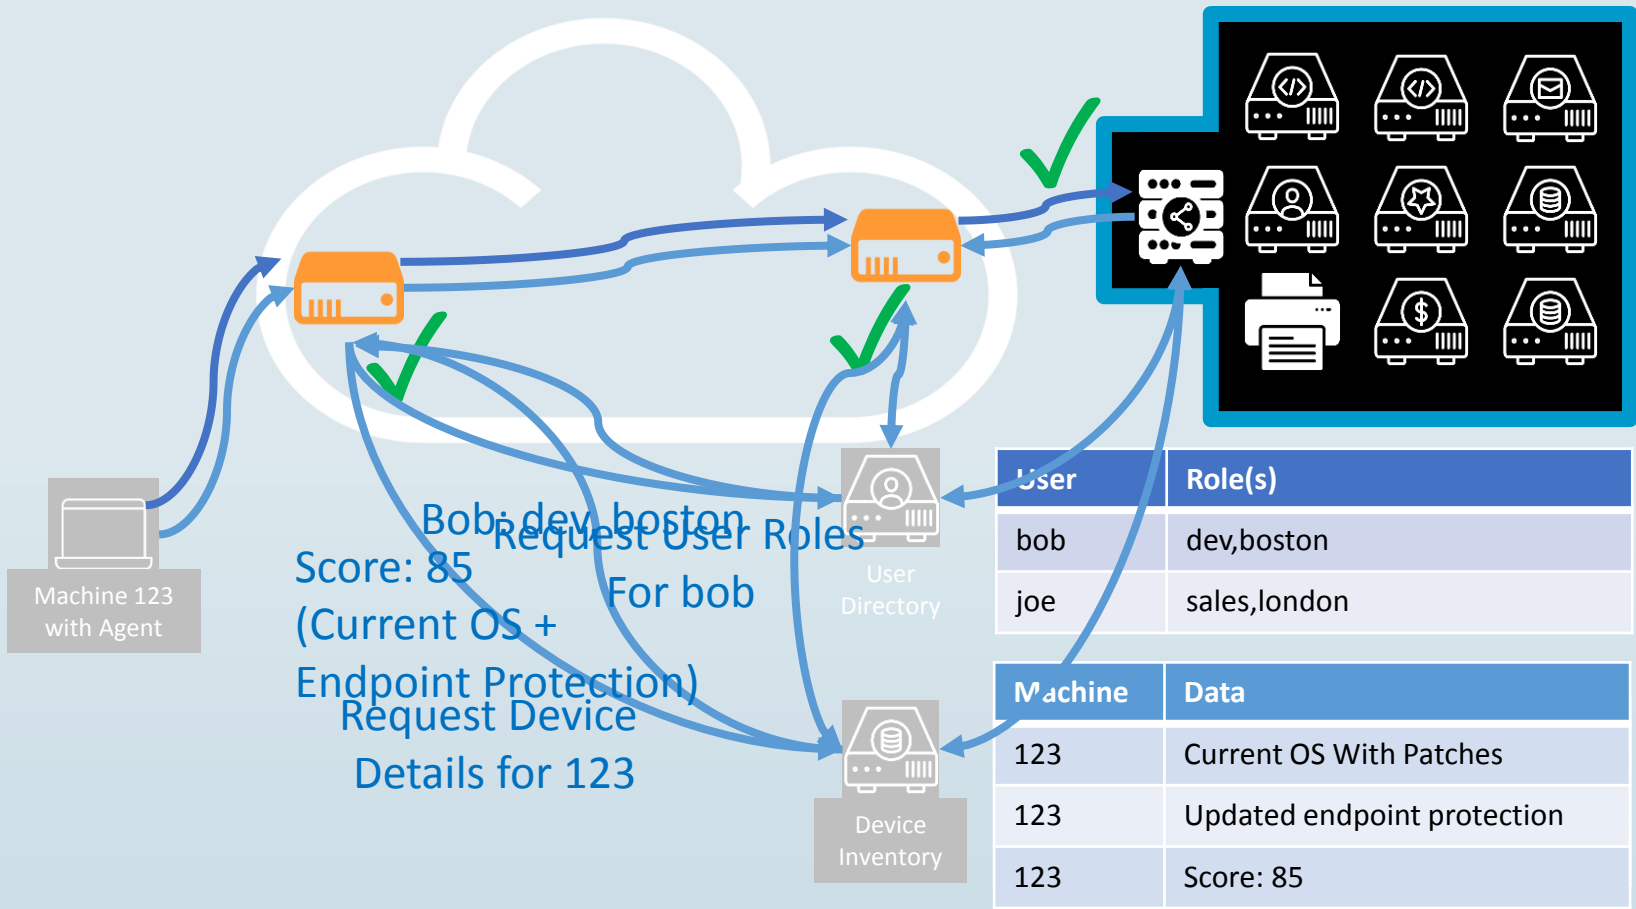 Machine 123
with Agent
Bob: dev, boston
Request User Roles
For bob
Score: 85
(Current OS +
Endpoint Protection)
Request Device
Details for 123
User
Directory
Device
Inventory
User Role(s)
bob dev,boston
joe sales,london
Machine Data
123 Current OS With Patches
123 Updated endpoint protection
123 Score: 85